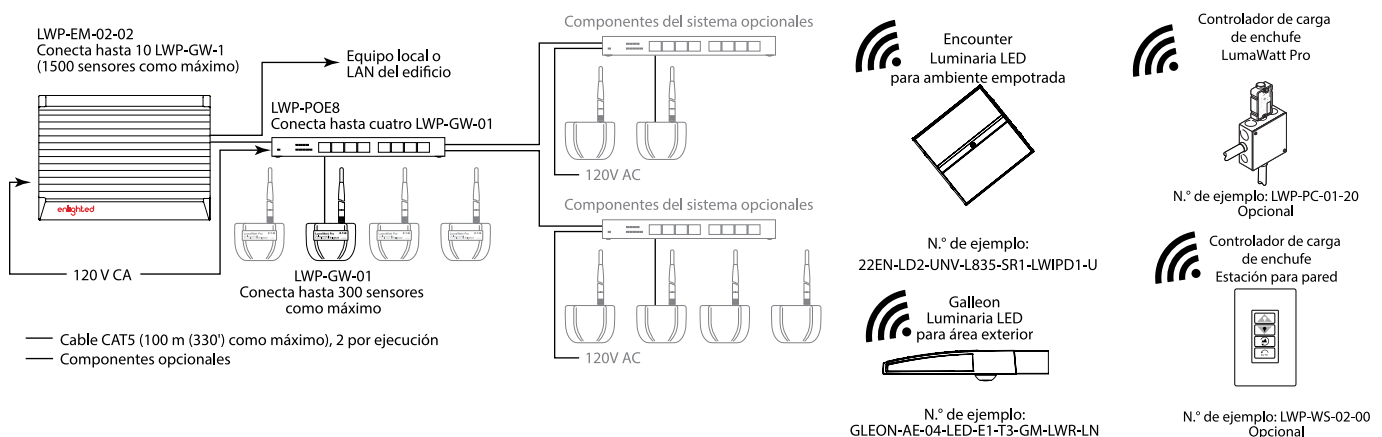 LWP-EM-02-02
Conecta hasta 10 LWP-GW-1
(1500 sensores como máximo)
Equipo local o
LAN del edificio
LWP-POE8
Conecta hasta cuatro LWP-GW-01
enlighted
120 V CA
LWP-GW-01
Conecta hasta 300 sensores
como máximo
Cable CAT5 (100 m (330') como máximo), 2 por ejecución
Componentes opcionales
Componentes del sistema opcionales
120V AC
Componentes del sistema opcionales
120V AC
Encounter
Luminaria LED
para ambiente empotrada
N.° de ejemplo:
22EN-LD2-UNV-L835-SR1-LWIPD1-U
Galleon
Luminaria LED
para área exterior
N.° de ejemplo:
GLEON-AE-04-LED-E1-T3-GM-LWR-LN
Controlador de carga
de enchufe
LumaWatt Pro
N.° de ejemplo: LWP-PC-01-20
Opcional
Controlador de carga
de enchufe
Estación para pared
N.° de ejemplo: LWP-WS-02-00
Opcional